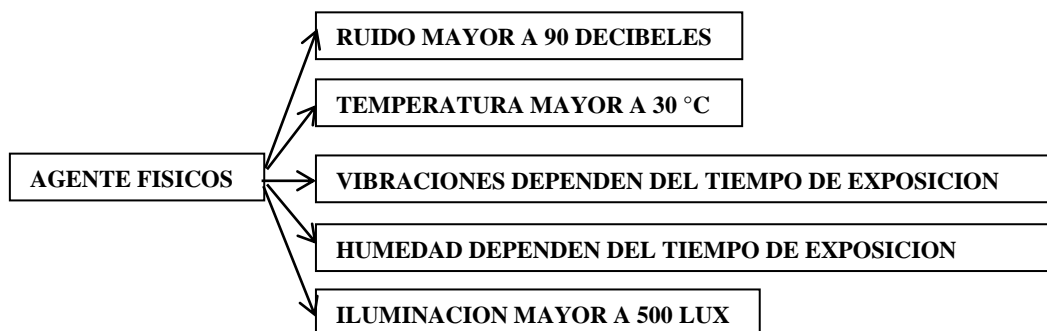 RUIDO MAYOR A 90 DECIBELES
TEMPERATURA MAYOR A 30 °C
AGENTE FISICOS
VIBRACIONES DEPENDEN DEL TIEMPO DE EXPOSICION
HUMEDAD DEPENDEN DEL TIEMPO DE EXPOSICION
ILUMINACION MAYOR A 500 LUX